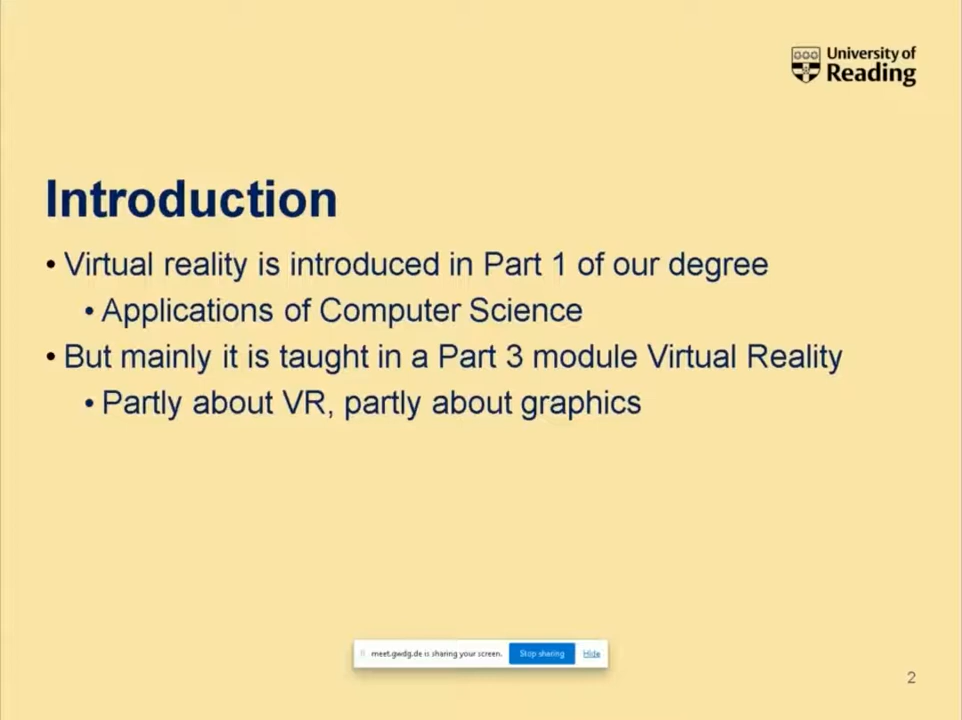 University of
Reading
Introduction
• Virtual reality is introduced in Part 1 of our degree
• Applications of Computer Science
• But mainly it is taught in a Part 3 module Virtual Reality
• Partly about VR, partly about graphics
meet.gwdg.de is sharing your screen. Stop sharing Hide
2